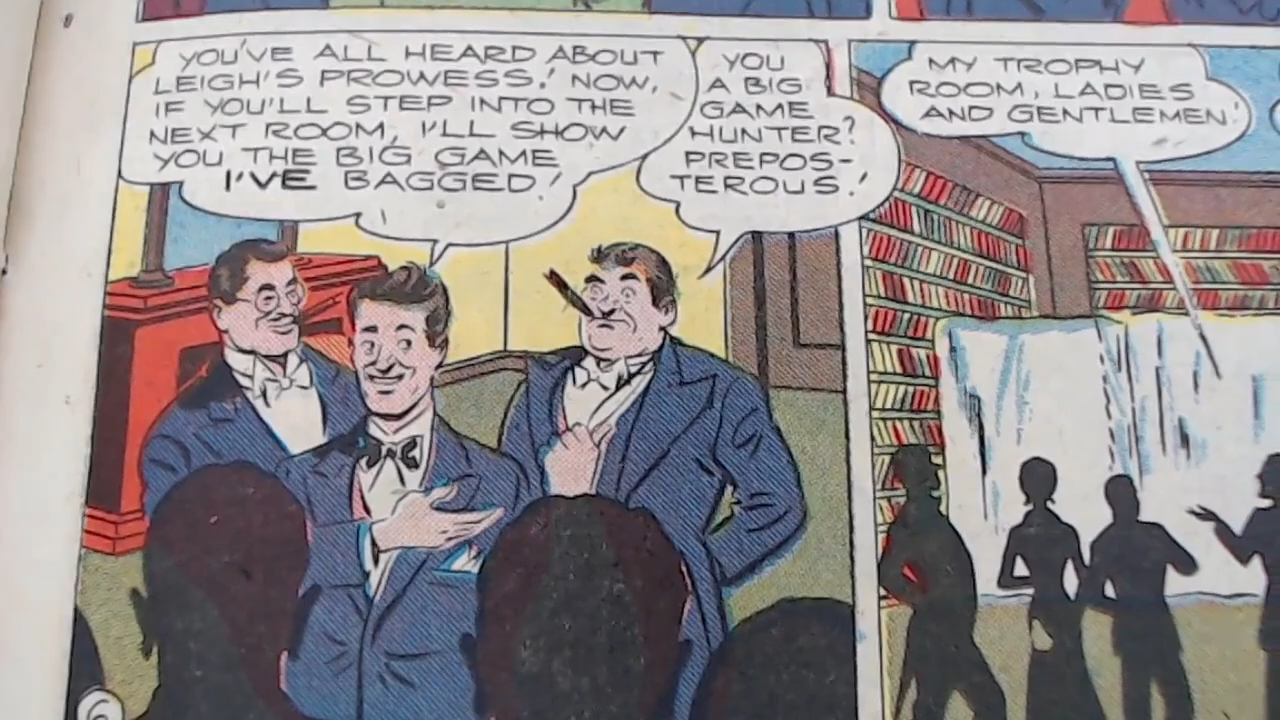 YOU'VE ALL HEARD ABOUT
LEIGH'S PROWESS! NOW,
IF YOU'LL STEP INTO THE
NEXT ROOM, I'LL SHOW
YOU THE BIG GAME
I'VE BAGGED!
YOU
A BIG
GAME
HUNTER?
PREPOS-
TEROUS!
MY TROPHY
ROOM, LADIES
AND GENTLEMEN!